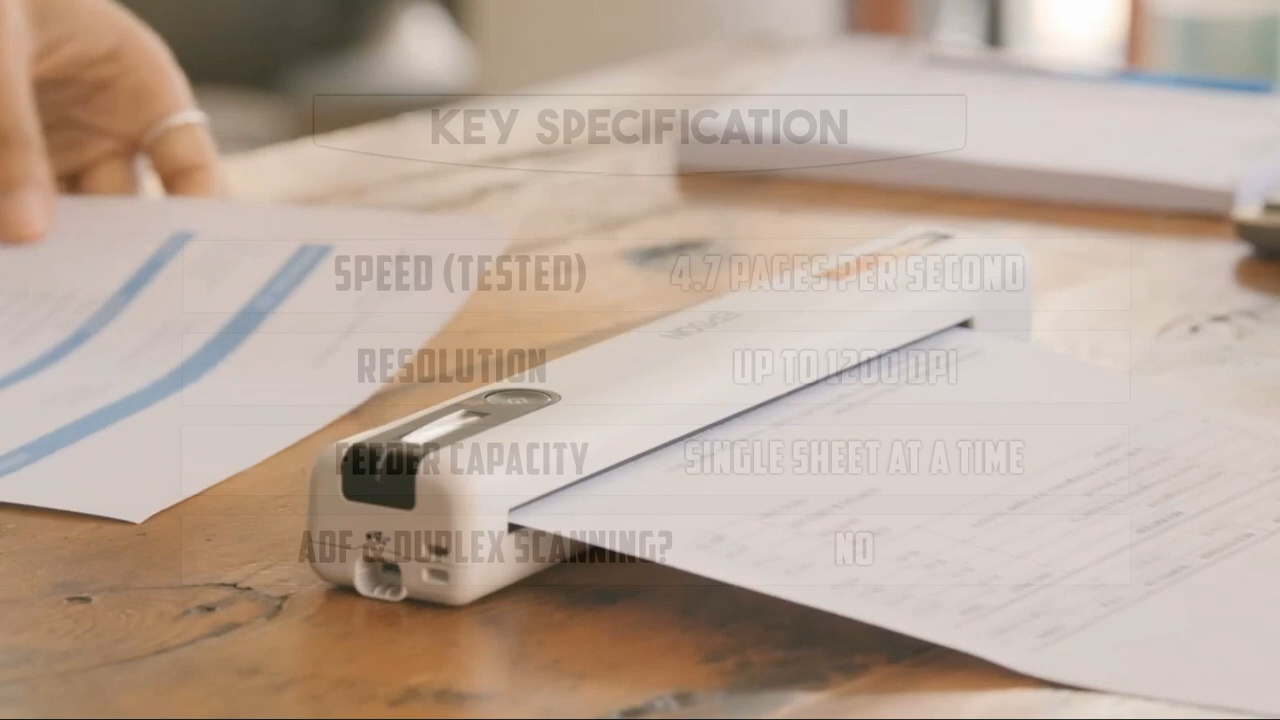 KEY SPECIFICATION
SPEED (TESTED) 4.7 PAGES PER SECOND
RESOLUTION UP TO 1200 DPI
EPSON
FEEDER CAPACITY SINGLE SHEET AT A TIME
ADF & DUPLEX SCANNING? NO